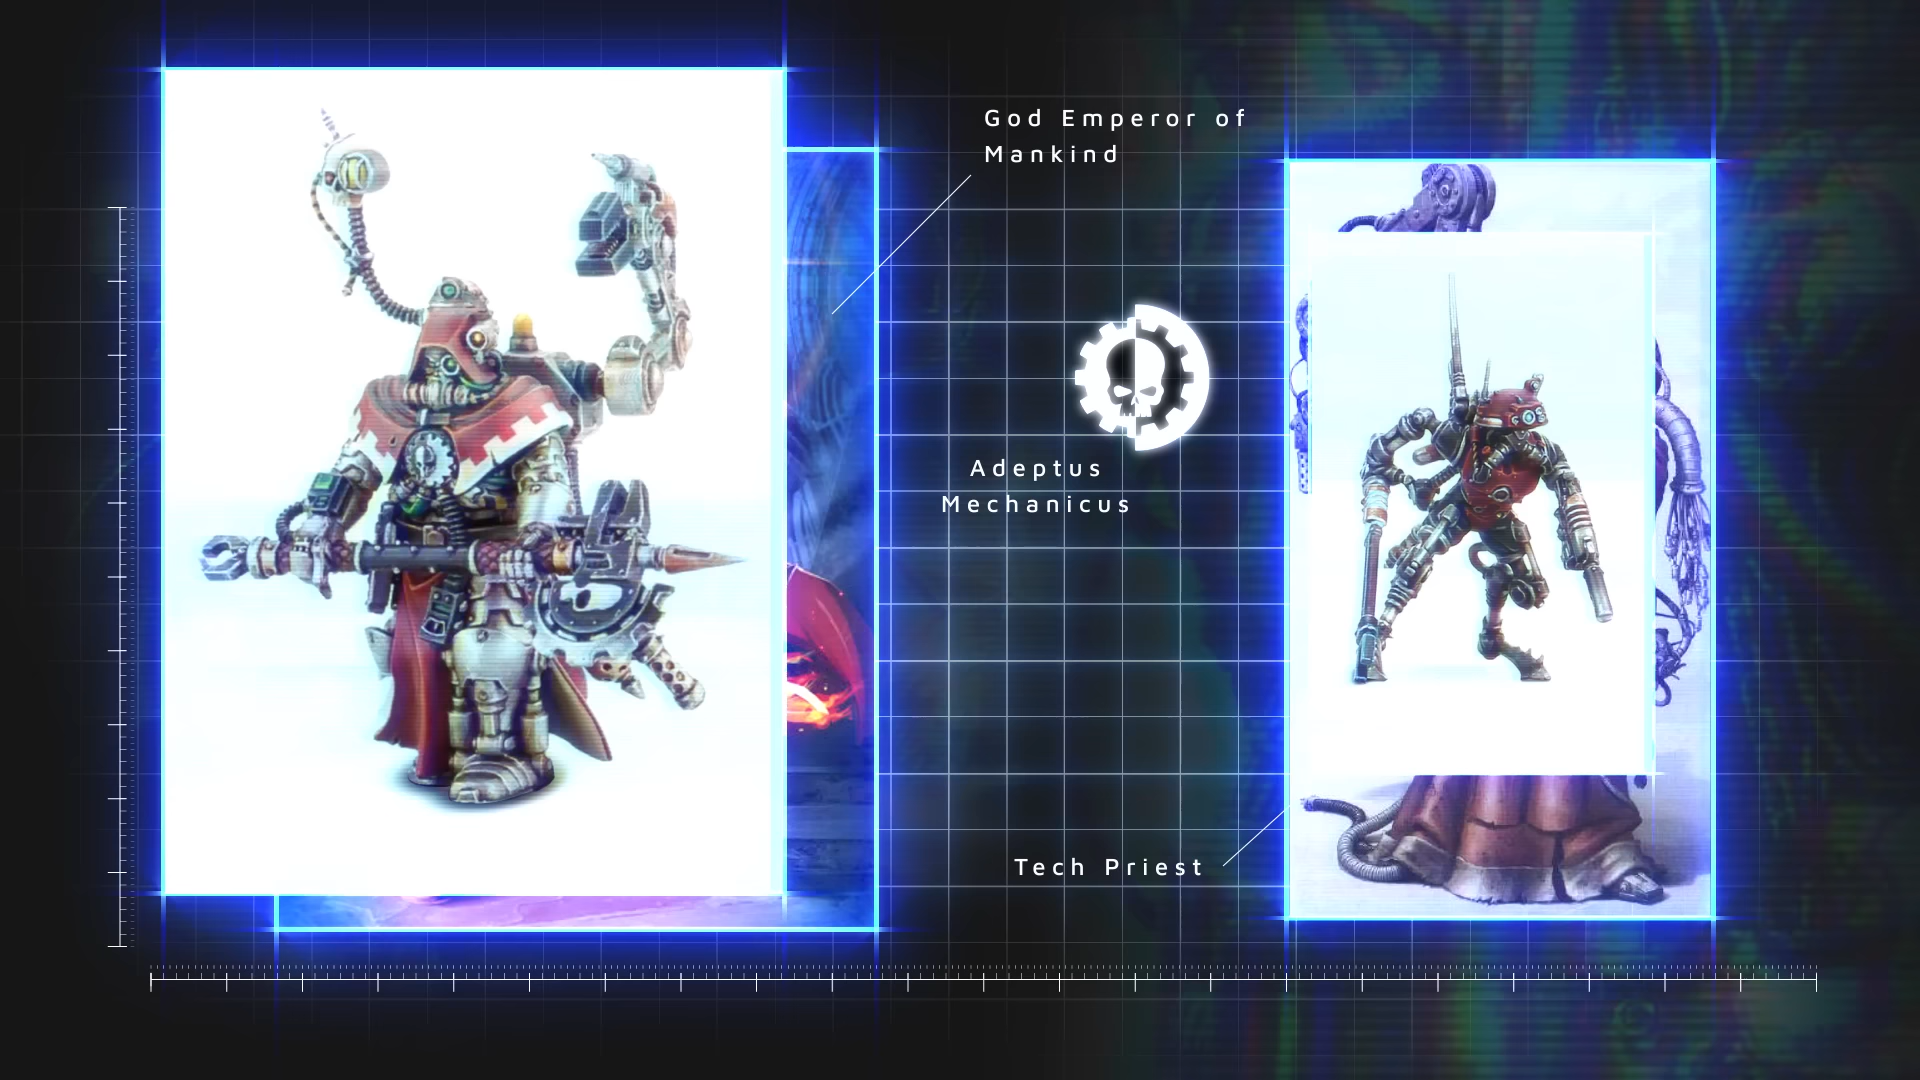 God Emperor of
Mankind
Adeptus
Mechanicus
Tech Priest